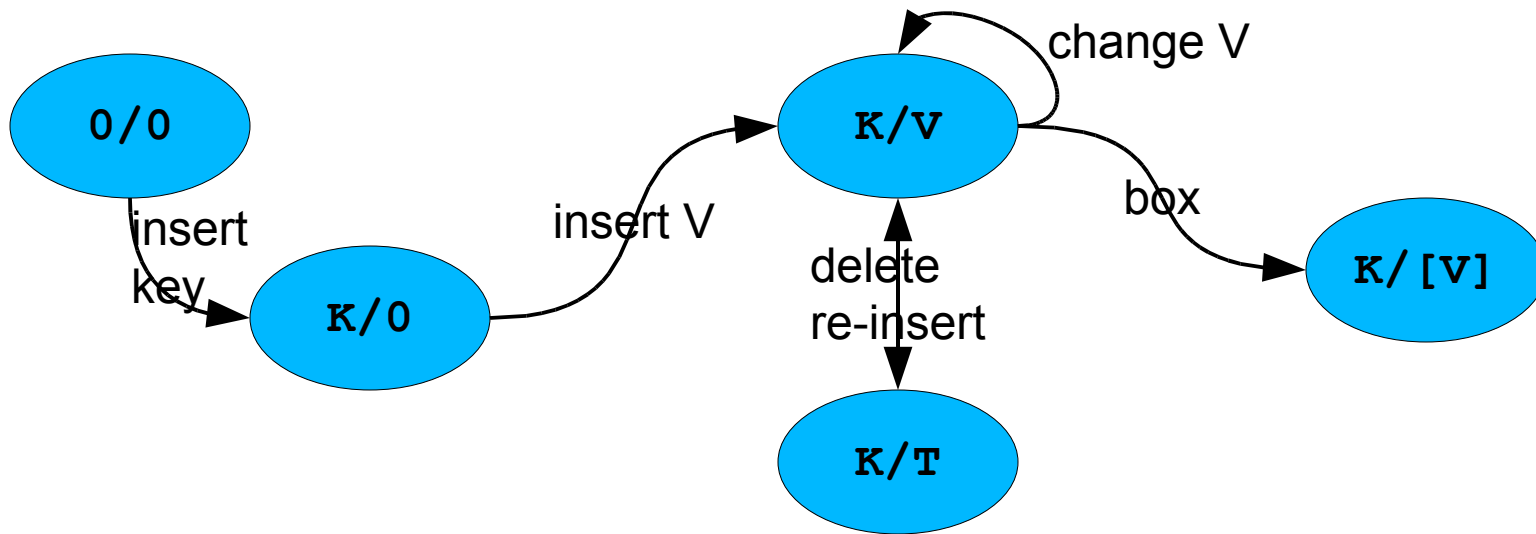 0/0
insert
key
K/0
insert V
K/V
change V
delete
re-insert
K/T
box
K/[V]